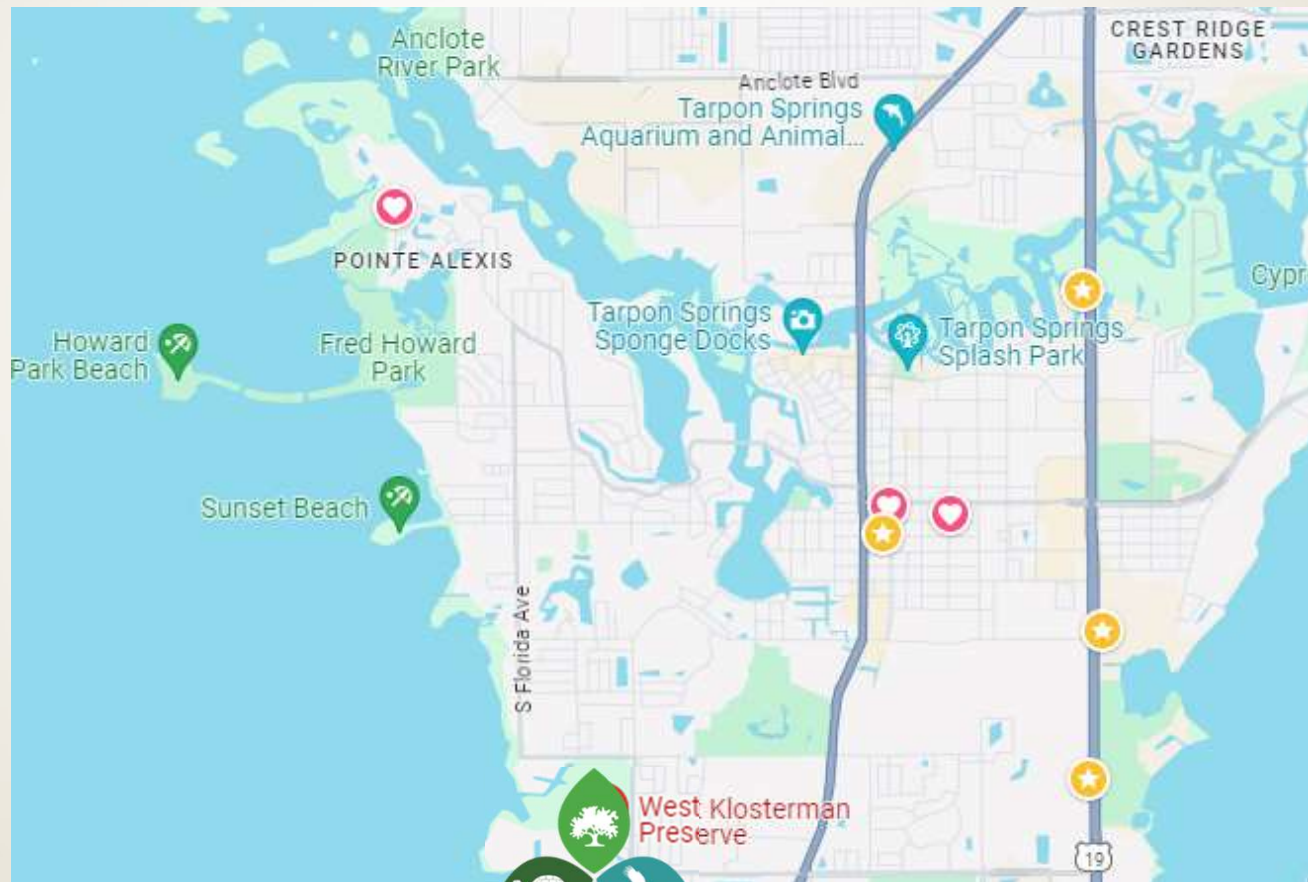 Anclote
River Park
CREST RIDGE
GARDENS
Anclote Blvd
Tarpon Springs
Aquarium and Animal...
POINTE ALEXIS
Cypr
Howard
Park Beach
Fred Howard
Park
Tarpon Springs
Sponge Docks
Tarpon Springs
Splash Park
Sunset Beach
S Florida Ave
West Klosterman
Preserve
19